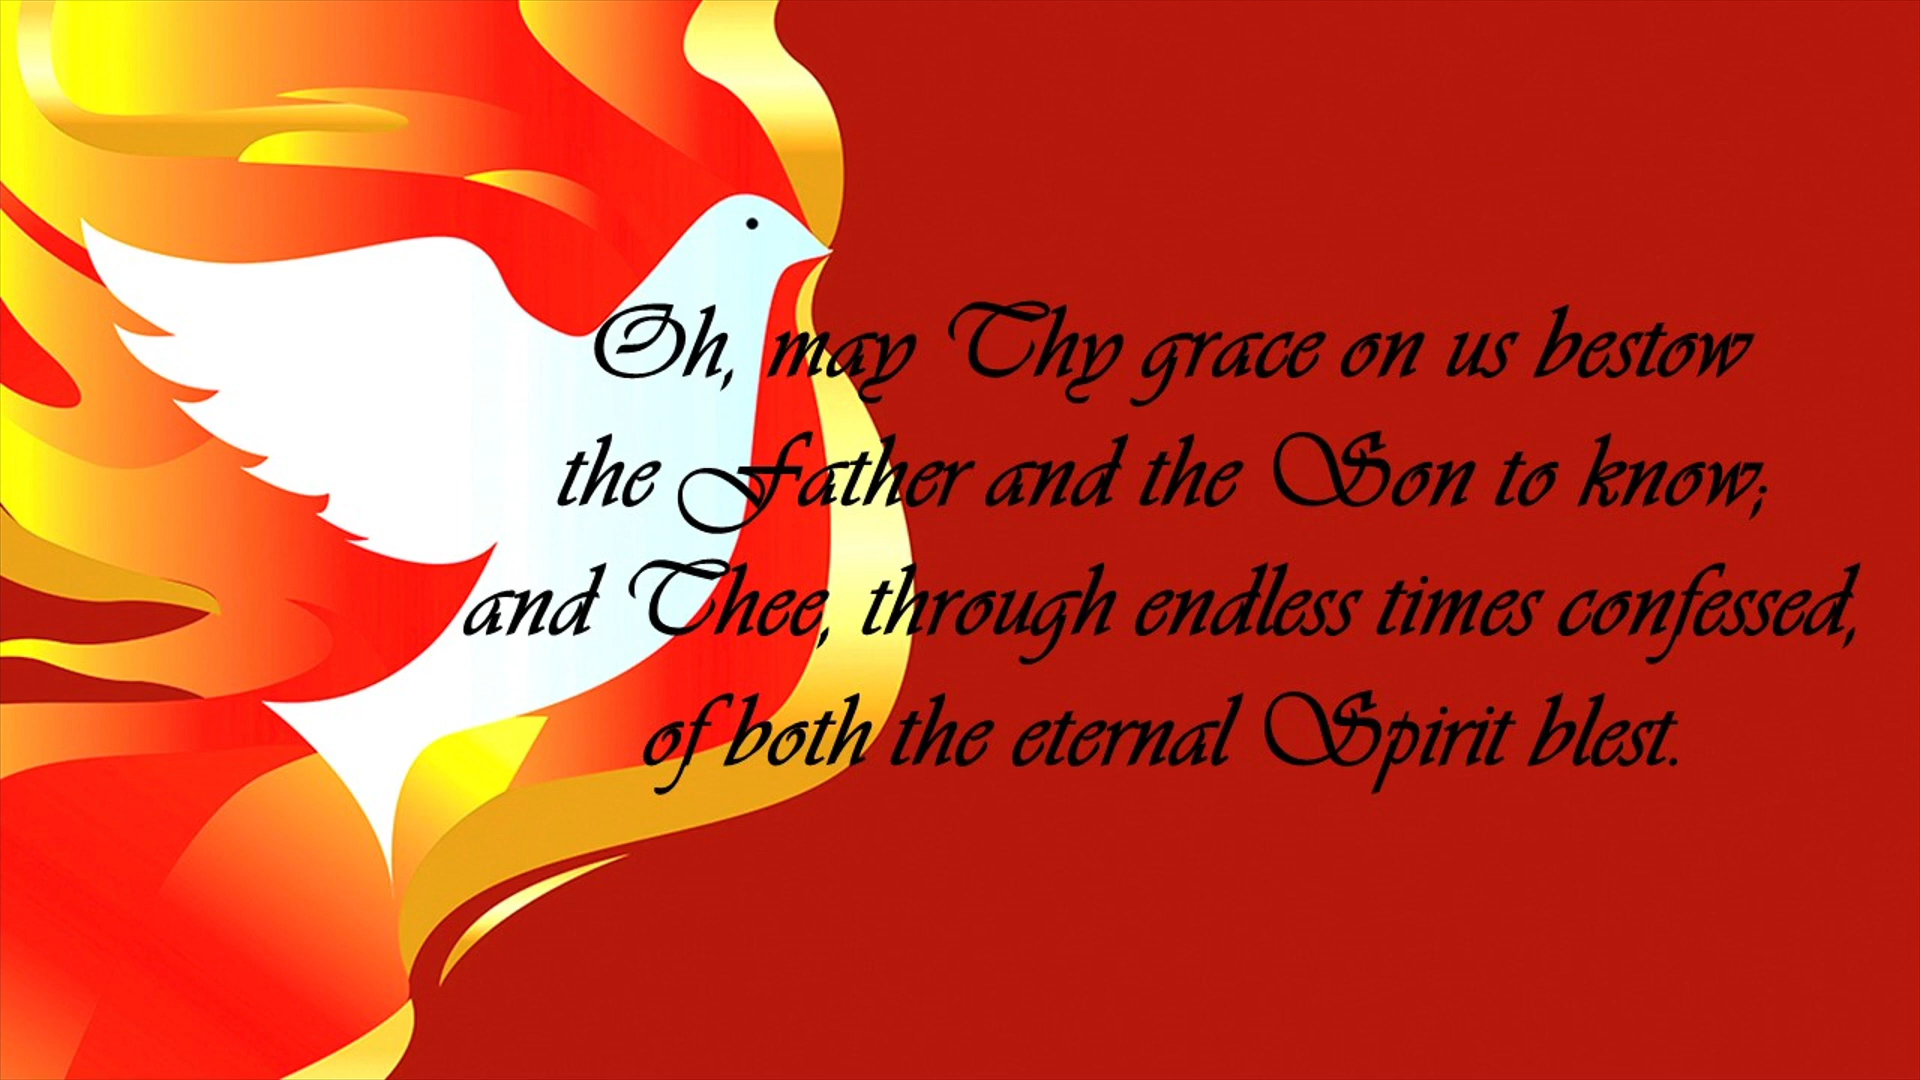 Oh, may Thy grace on us bestow
the Father and the Son to know;
and Thee, through endless times confessed,
of both the eternal Spirit blest.